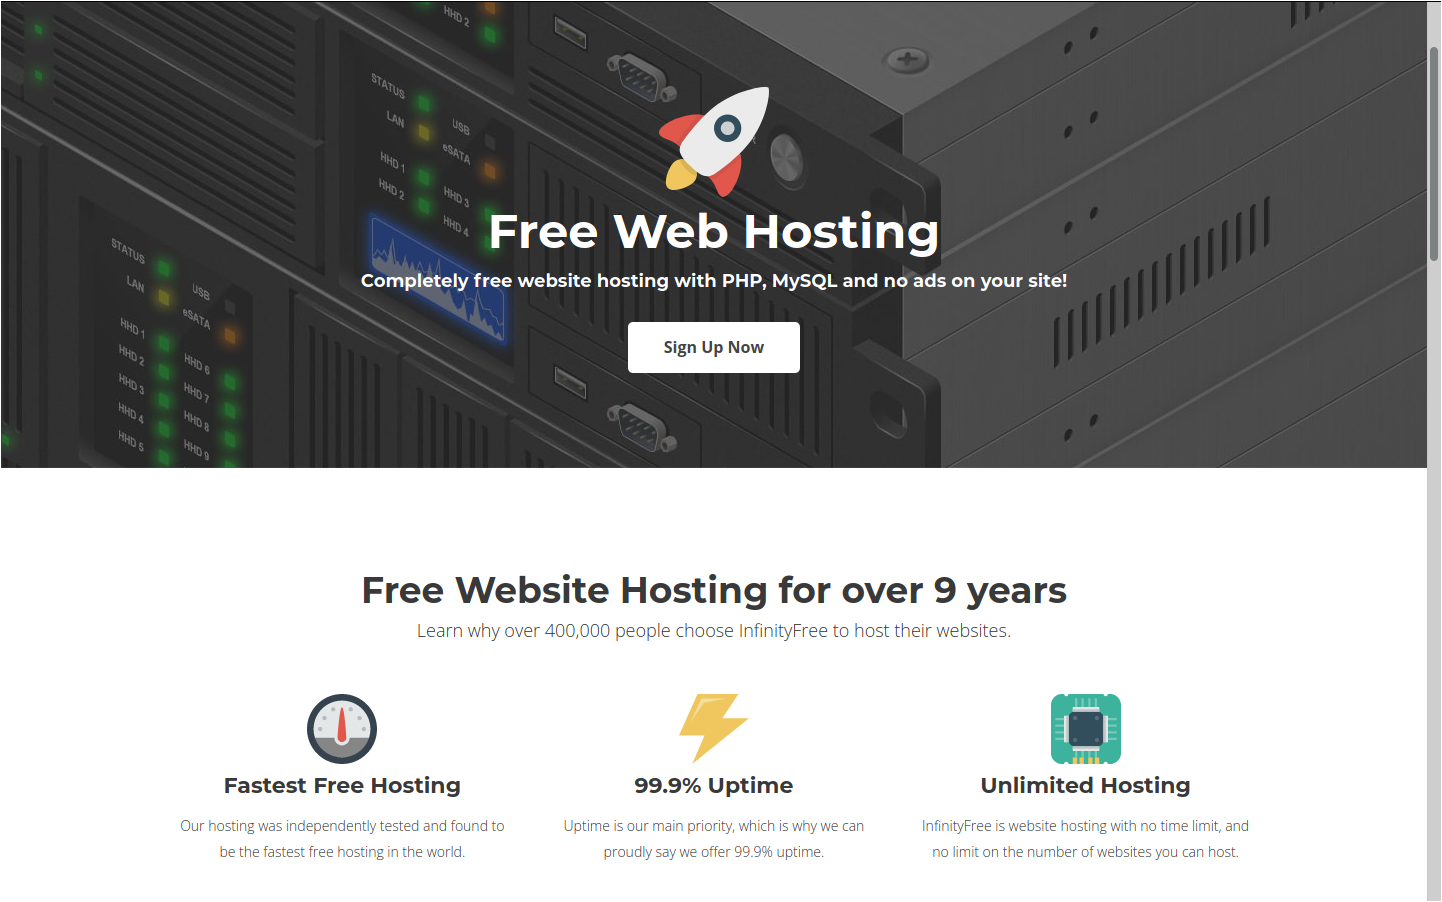 HHD 2
STATUS
LAN
USB
eSATA
HHD 1
HHD 2
HHD 3
HHD 4
STATUS
LAN
USB
eSATA
HHD 1
HHD 2
HHD 3
HHD 4
HHD 5
HHD 6
HHD 7
HHD 8
HHD 9
Free Web Hosting
Completely free website hosting with PHP, MySQL and no ads on your site!
Sign Up Now
Free Website Hosting for over 9 years
Learn why over 400,000 people choose InfinityFree to host their websites.
Fastest Free Hosting
Our hosting was independently tested and found to
be the fastest free hosting in the world.
99.9% Uptime
Uptime is our main priority, which is why we can
proudly say we offer 99.9% uptime.
Unlimited Hosting
InfinityFree is website hosting with no time limit, and
no limit on the number of websites you can host.